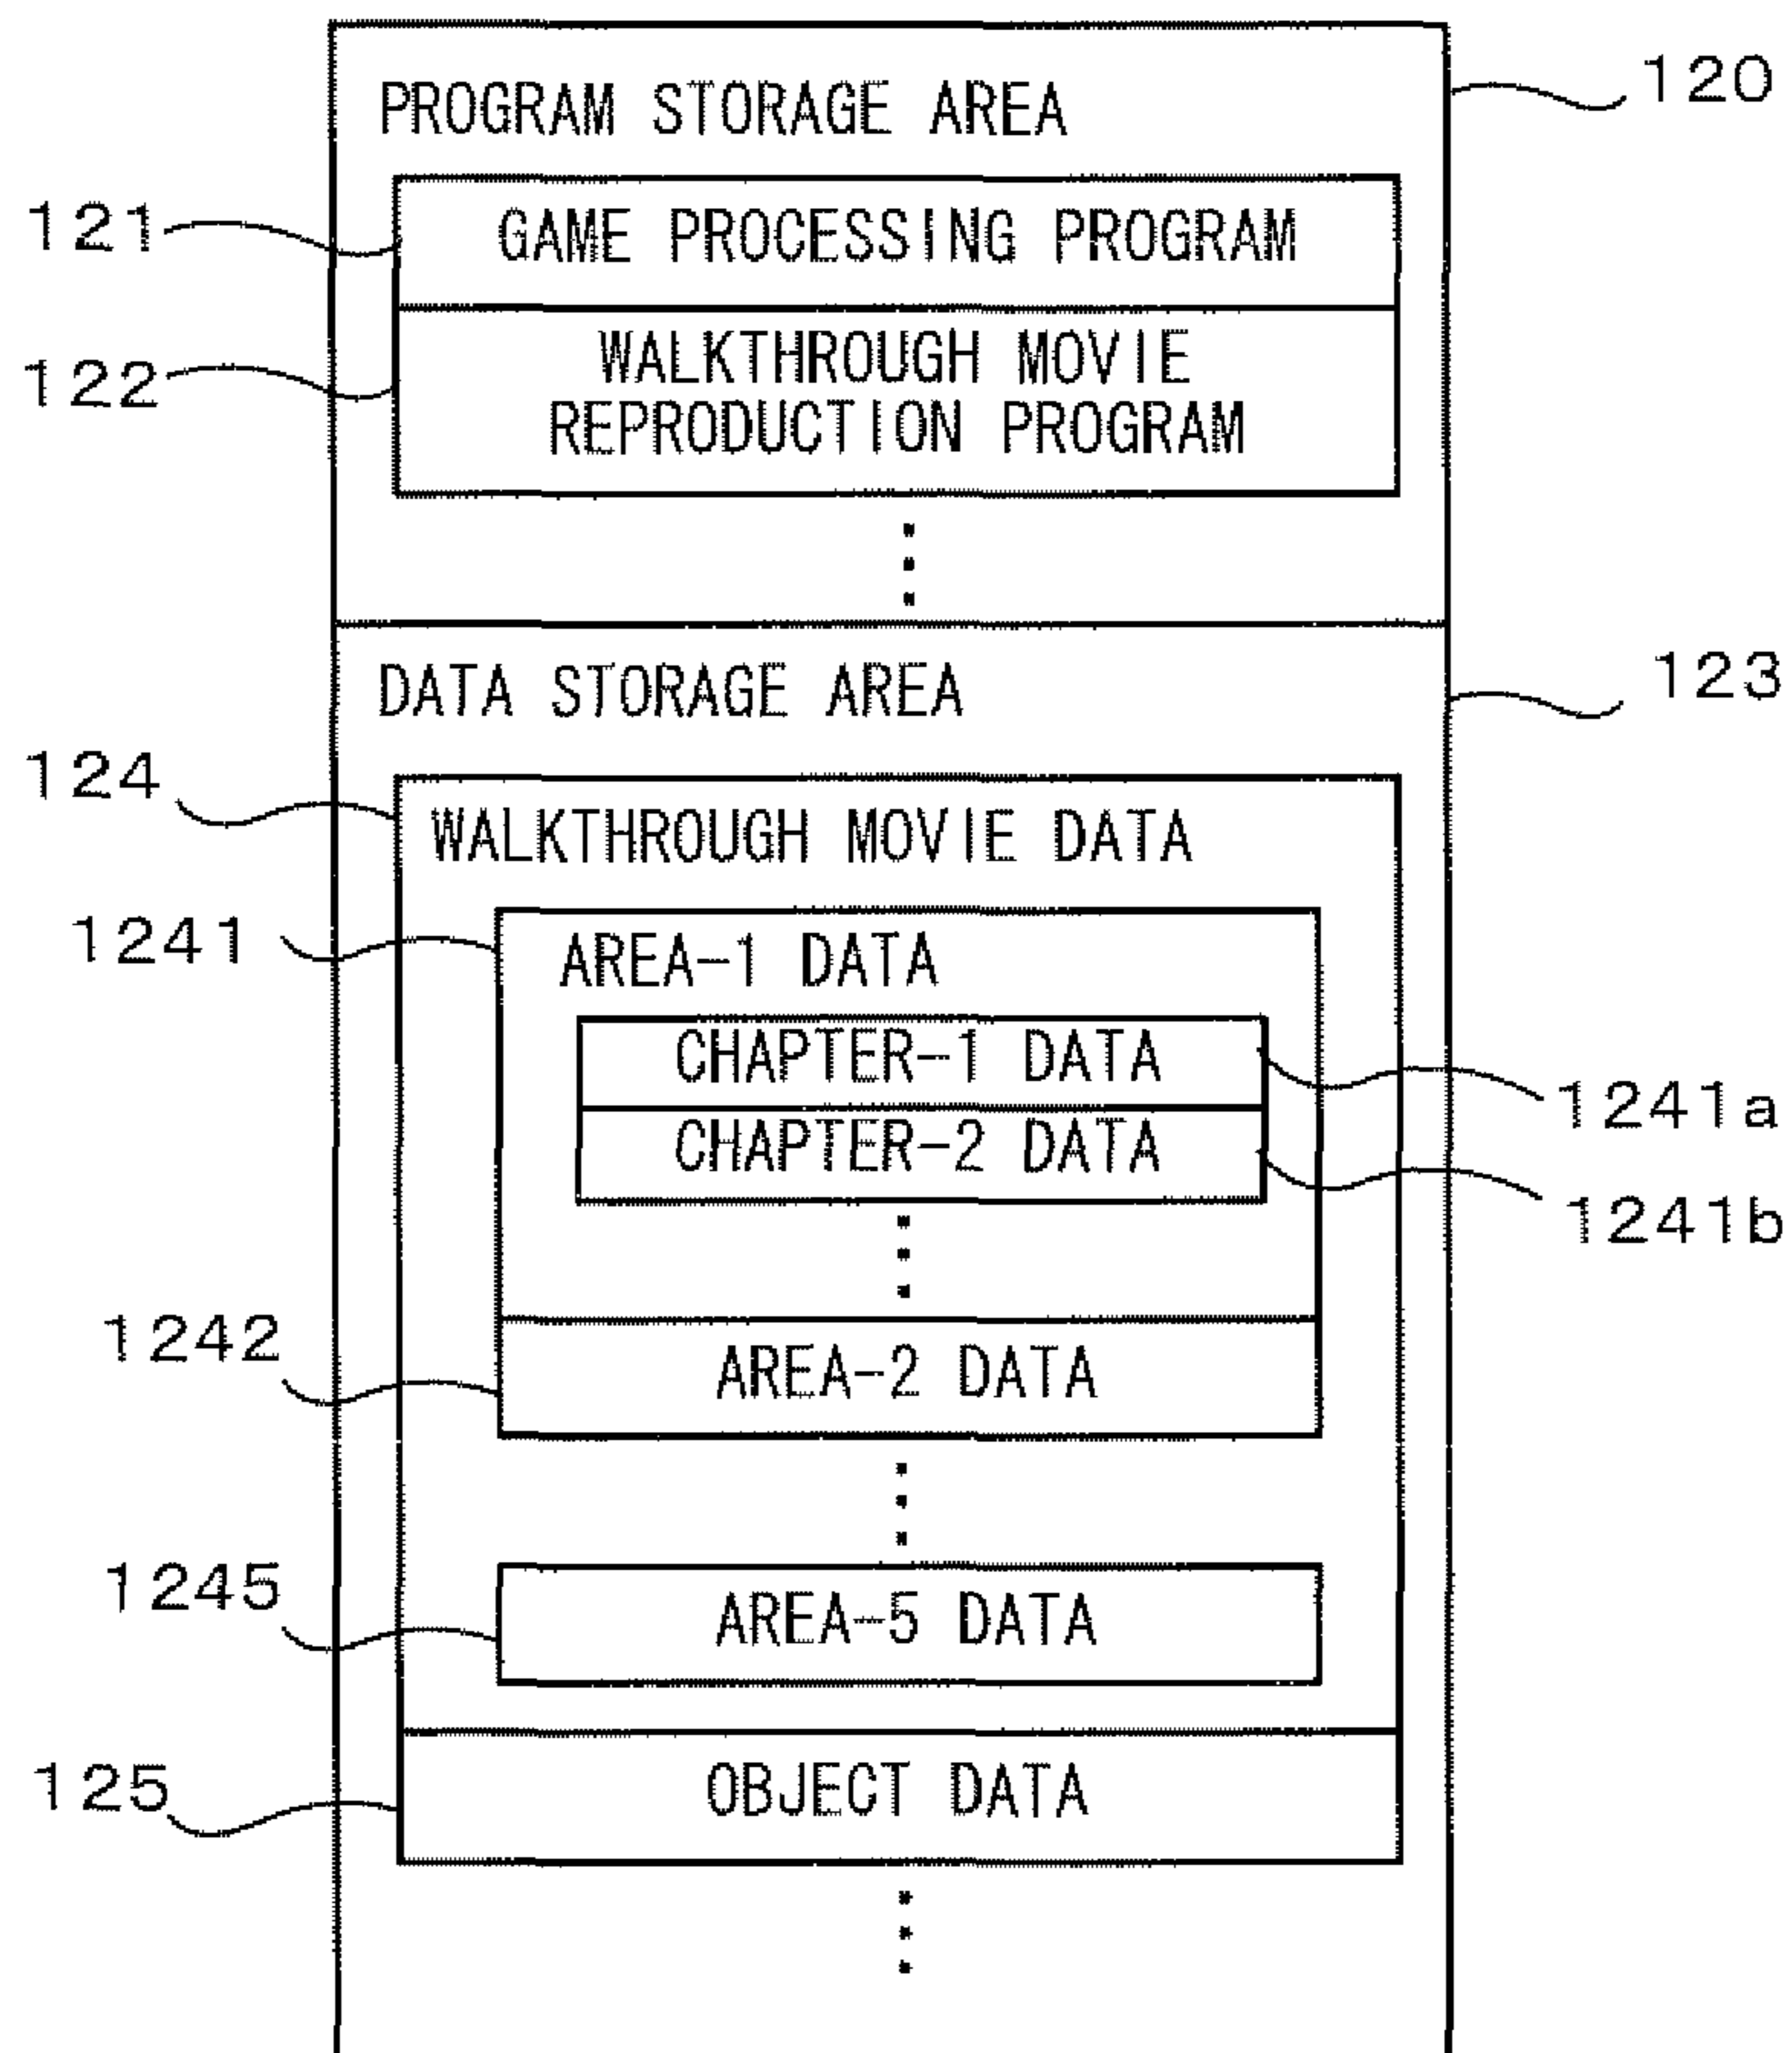 PROGRAM STORAGE AREA
120
121
GAME PROCESSING PROGRAM
122
WALKTHROUGH MOVIE
REPRODUCTION PROGRAM
DATA STORAGE AREA
123
124
WALKTHROUGH MOVIE DATA
1241
AREA-1 DATA
CHAPTER-1 DATA
1241a
CHAPTER-2 DATA
1241b
1242
AREA-2 DATA
1245
AREA-5 DATA
125
OBJECT DATA